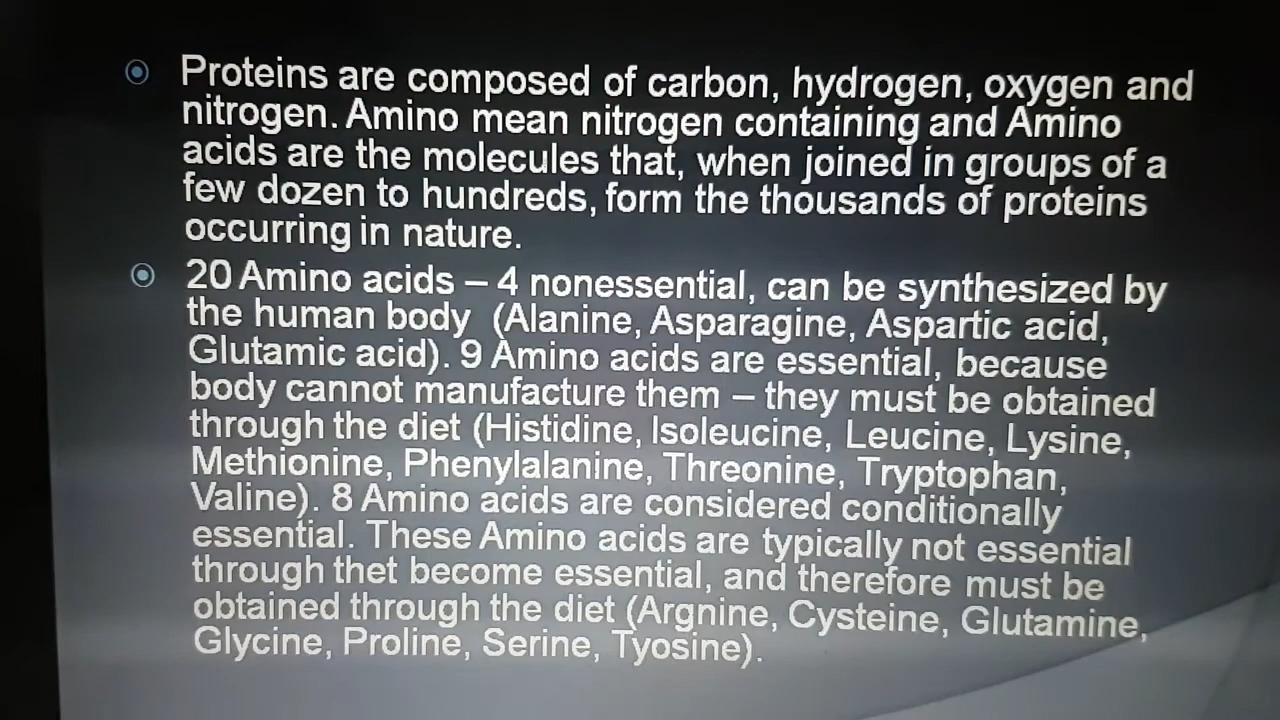 Proteins are composed of carbon, hydrogen, oxygen and
nitrogen. Amino mean nitrogen containing and Amino
acids are the molecules that, when joined in groups of a
few dozen to hundreds, form the thousands of proteins
occurring in nature.
20 Amino acids – 4 nonessential, can be synthesized by
the human body (Alanine, Asparagine, Aspartic acid,
Glutamic acid). 9 Amino acids are essential, because
body cannot manufacture them – they must be obtained
through the diet (Histidine, Isoleucine, Leucine, Lysine,
Methionine, Phenylalanine, Threonine, Tryptophan,
Valine). 8 Amino acids are considered conditionally
essential. These Amino acids are typically not essential
through thet become essential, and therefore must be
obtained through the diet (Argnine, Cysteine, Glutamine,
Glycine, Proline, Serine, Tyosine).